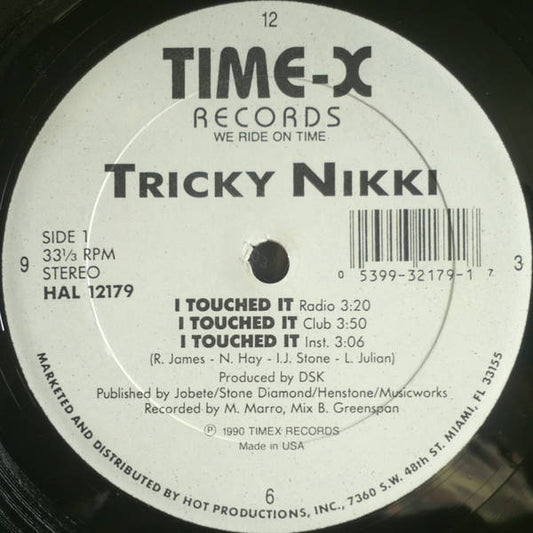 12
TIME-X
RECORDS
WE RIDE ON TIME
TRICKY NIKKI
SIDE 1
33⅓ RPM
STEREO
HAL 12179
9
3
0 5399-32179-1 7
I TOUCHED IT Radio 3:20
I TOUCHED IT Club 3:50
I TOUCHED IT Inst. 3:06
(R. James - N. Hay - I.J. Stone - L. Julian)
Produced by DSK
Published by Jobete/Stone Diamond/Henstone/Musicworks
Recorded by M. Marro, Mix B. Greenspan
℗ 1990 TIMEX RECORDS
Made in USA
6
MARKETED AND DISTRIBUTED BY HOT PRODUCTIONS, INC., 7360 S.W. 48th ST. MIAMI, FL 33155